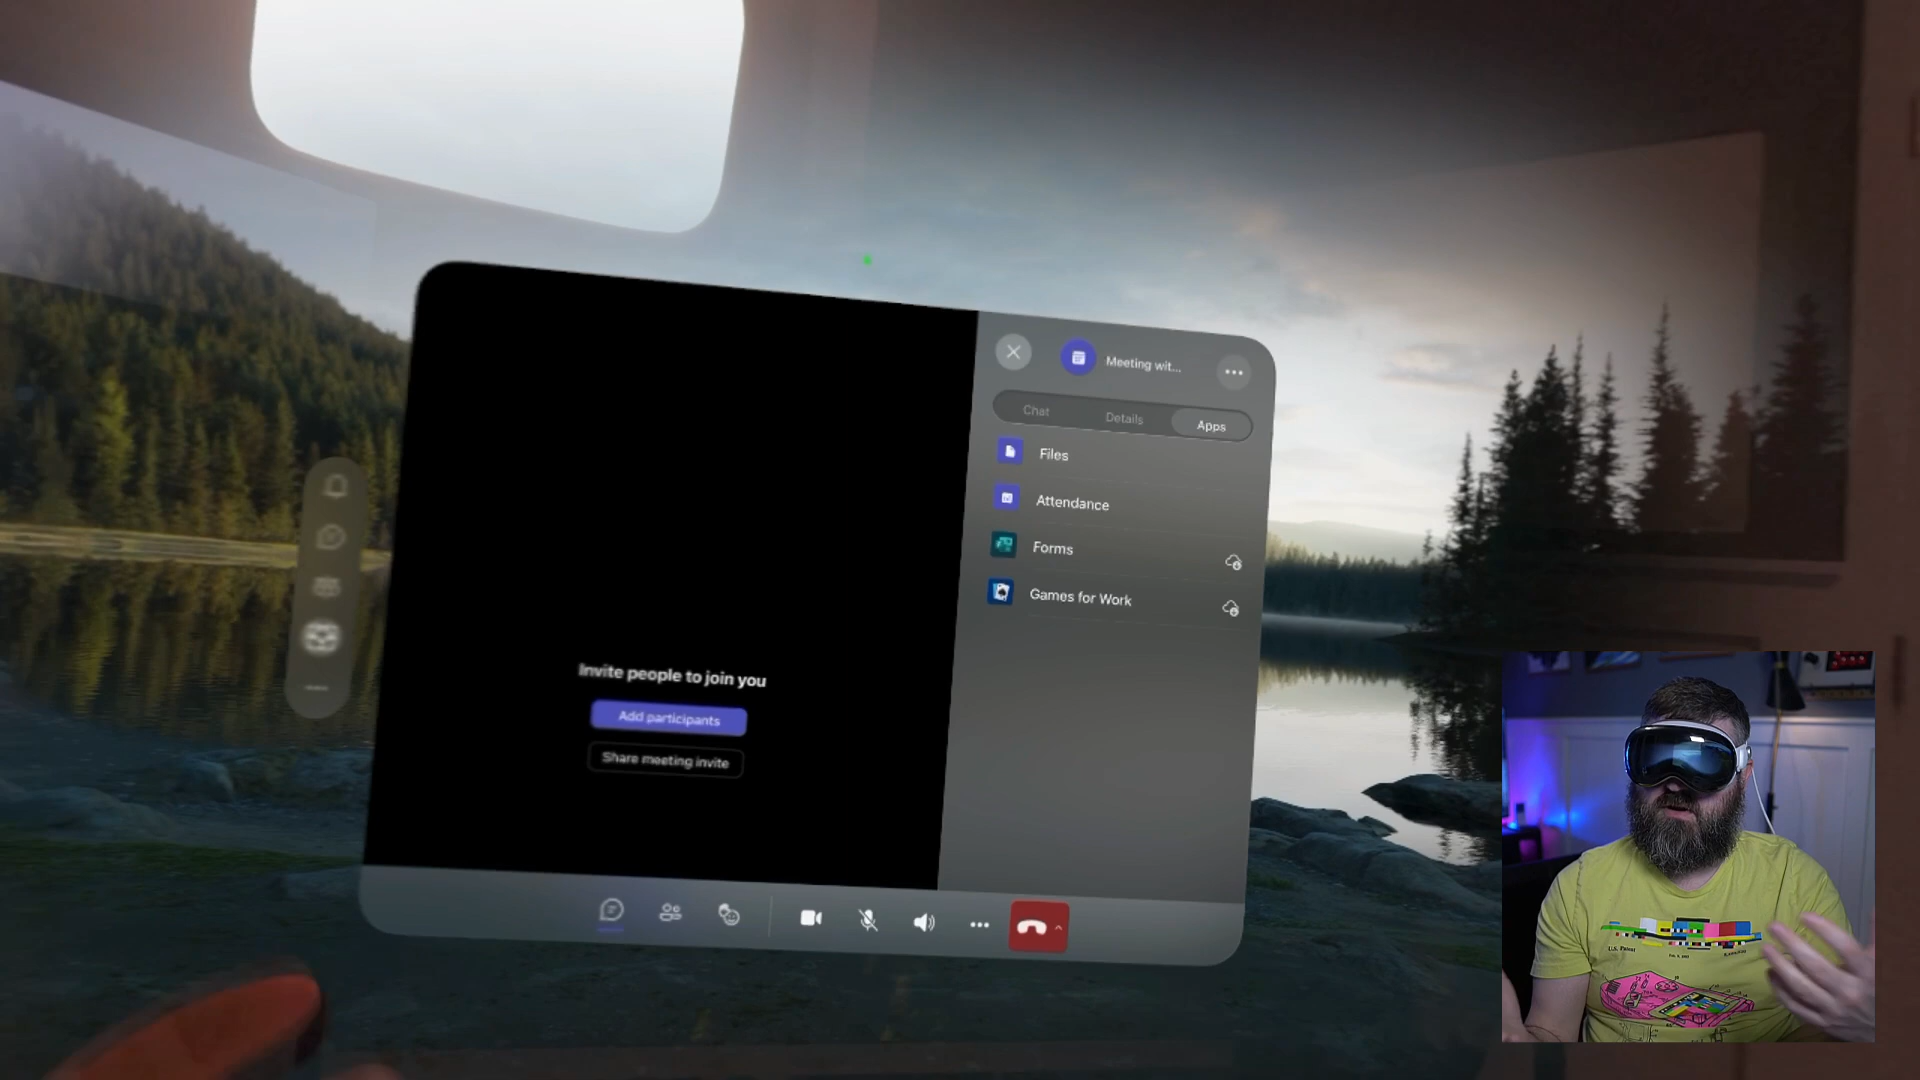 Meeting wit...
Chat
Details
Apps
Files
Attendance
Forms
Games for Work
Invite people to join you
Add participants
Share meeting invite
U.S. Patent